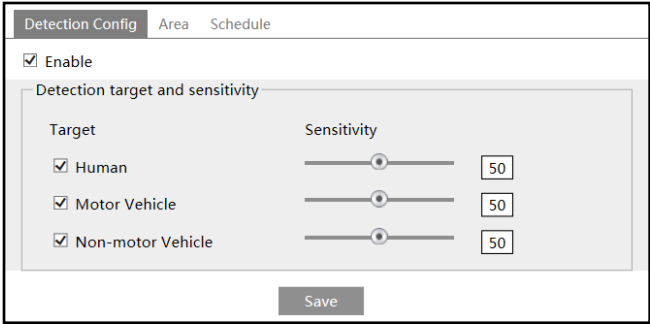 Detection Config Area Schedule
Enable
Detection target and sensitivity
Target Sensitivity
Human 50
Motor Vehicle 50
Non-motor Vehicle 50
Save